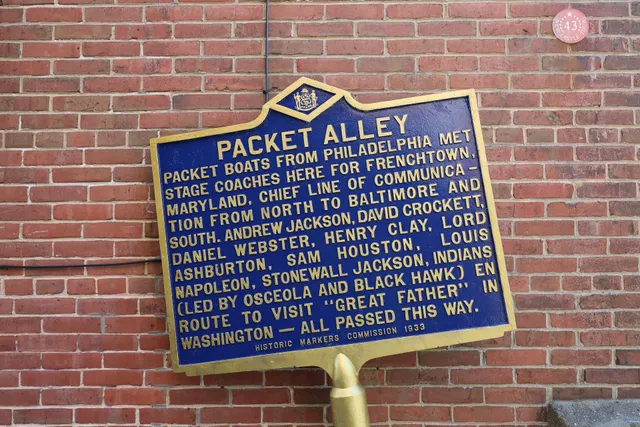 43
PACKET ALLEY
PACKET BOATS FROM PHILADELPHIA MET
STAGE COACHES HERE FOR FRENCHTOWN,
MARYLAND, CHIEF LINE OF COMMUNICA-
TION FROM NORTH TO BALTIMORE AND
SOUTH. ANDREW JACKSON, DAVID CROCKETT,
DANIEL WEBSTER, HENRY CLAY, LORD
ASHBURTON, SAM HOUSTON, LOUIS
NAPOLEON, STONEWALL JACKSON, INDIANS
(LED BY OSCEOLA AND BLACK HAWK) EN
ROUTE TO VISIT "GREAT FATHER" IN
WASHINGTON — ALL PASSED THIS WAY.
HISTORIC MARKERS COMMISSION 1933